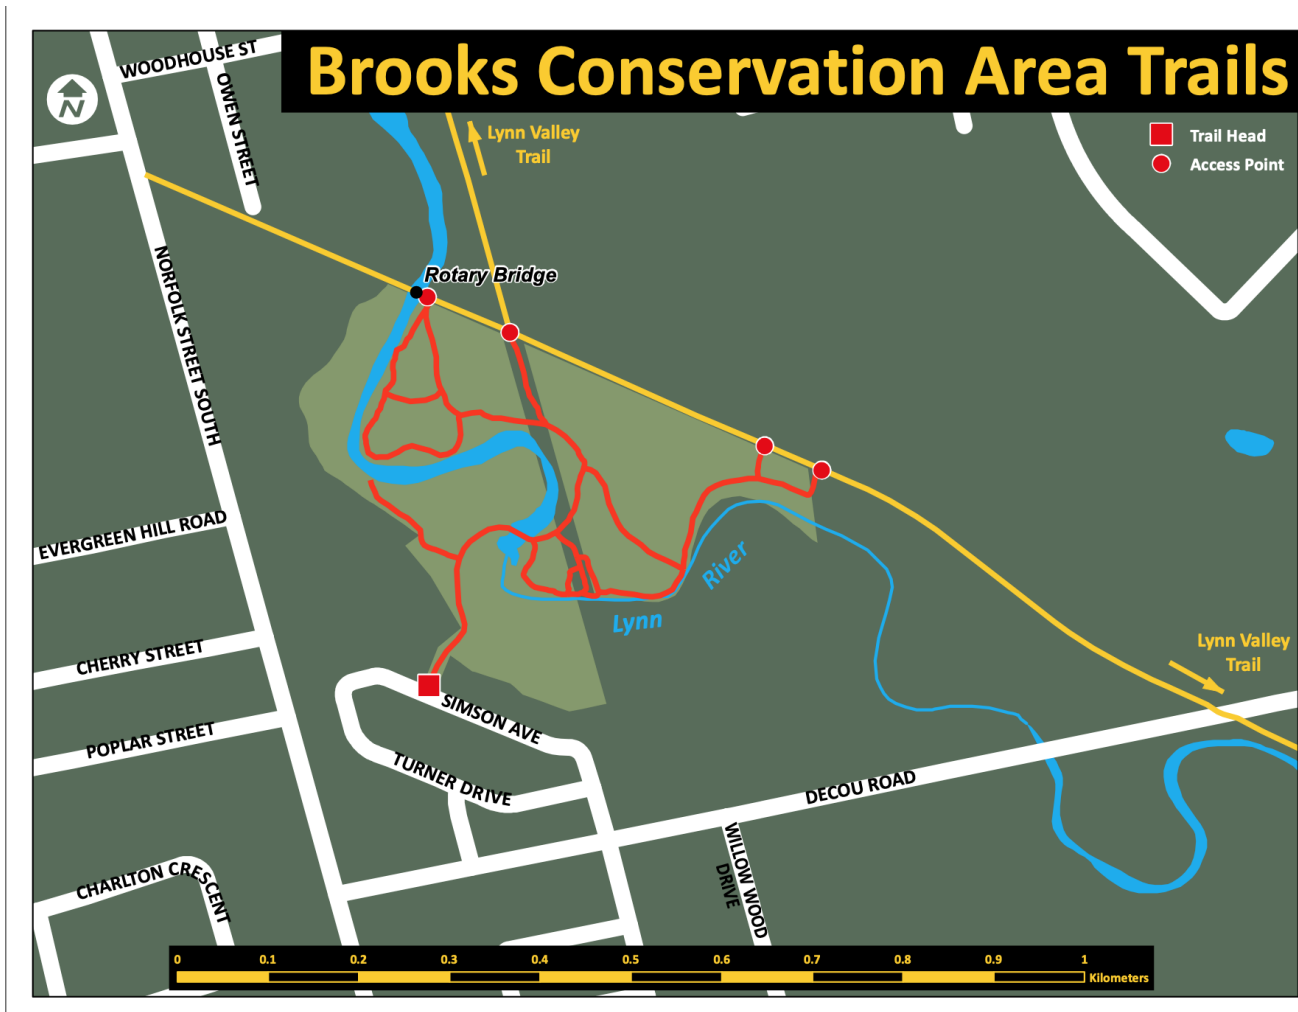 Brooks Conservation Area Trails
WOODHOUSE ST
OWEN STREET
N
Lynn Valley
Trail
Trail Head
Access Point
Rotary Bridge
NORFOLK STREET SOUTH
EVERGREEN HILL ROAD
River
Lynn
CHERRY STREET
Lynn Valley
Trail
SIMSON AVE
POPLAR STREET
TURNER DRIVE
DECOU ROAD
WILLOW WOOD
DRIVE
CHARLTON CRESCENT
0 0.1 0.2 0.3 0.4 0.5 0.6 0.7 0.8 0.9 1
Kilometers